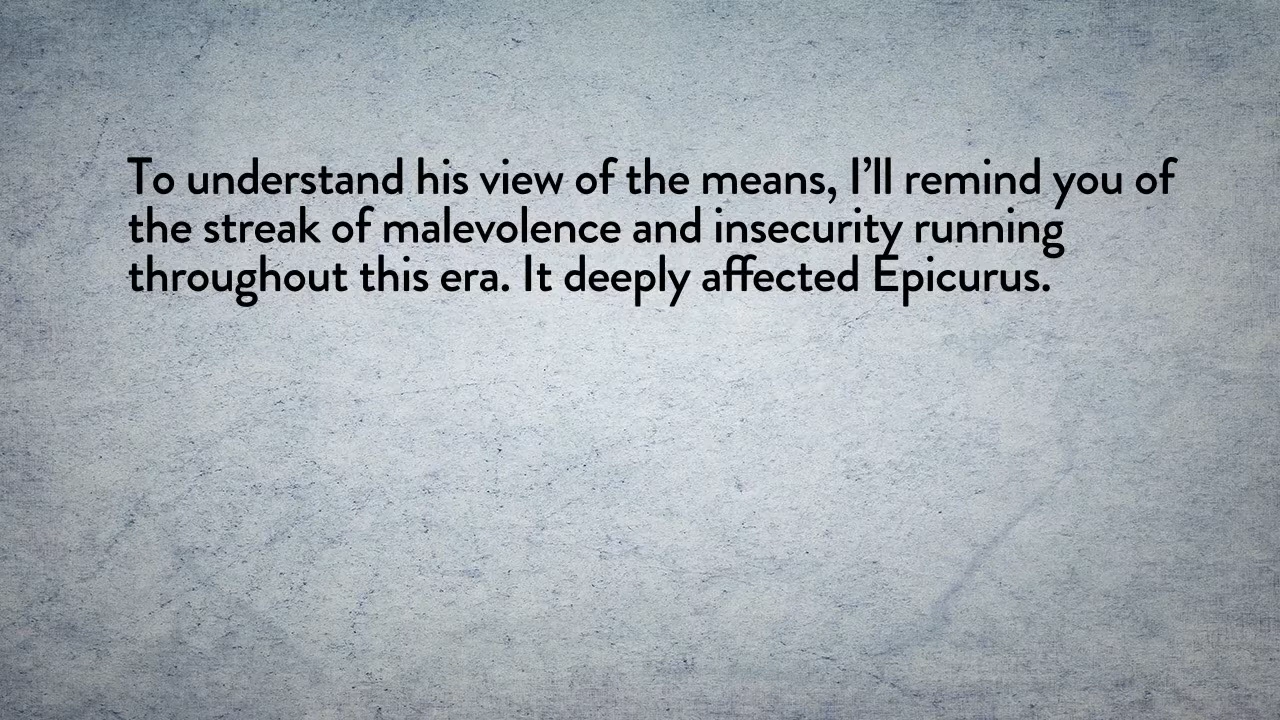 To understand his view of the means, I’ll remind you of
the streak of malevolence and insecurity running
throughout this era. It deeply affected Epicurus.